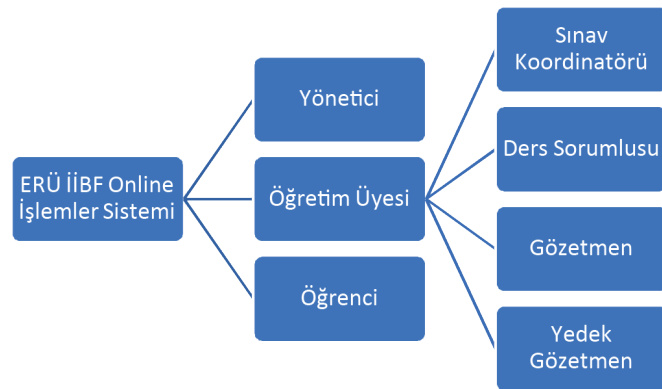 ERÜ İİBF Online
İşlemler Sistemi
Yönetici
Öğretim Üyesi
Öğrenci
Sınav
Koordinatörü
Ders Sorumlusu
Gözetmen
Yedek
Gözetmen